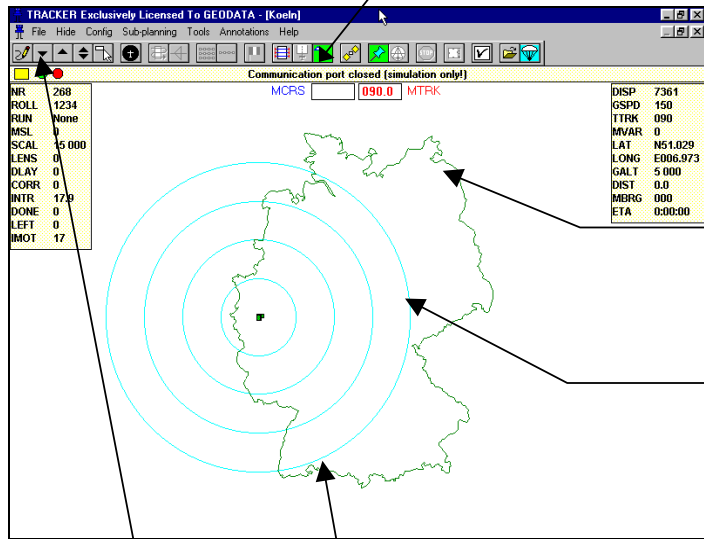 TRACKER Exclusively Licensed To GEODATA - [Koeln]
File Hide Config Sub-planning Tools Annotations Help
STOP
Communication port closed (simulation only!)
MCRS 090.0 MTRK
NR 268
ROLL 1234
RUN None
MSL 0
SCAL 15 000
LENS 0
DLAY 0
CORR 0
INTR 17.9
DONE 0
LEFT 0
IMOT 17
DISP 7361
GSPD 150
TTRK 090
MVAR 0
LAT N51.029
LONG E006.973
GALT 5 000
DIST 0.0
MBRG 000
ETA 0:00:00